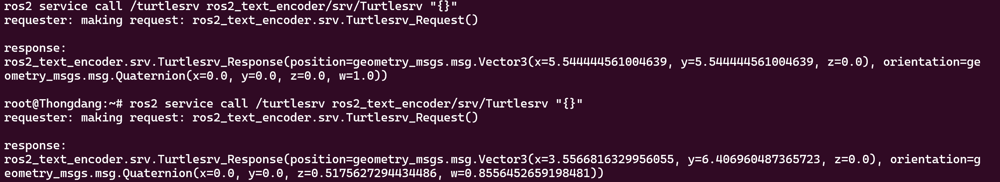 ros2 service call /turtlesrv ros2_text_encoder/srv/Turtlesrv "{}"
requester: making request: ros2_text_encoder.srv.Turtlesrv_Request()
response:
ros2_text_encoder.srv.Turtlesrv_Response(position=geometry_msgs.msg.Vector3(x=5.544444561004639, y=5.544444561004639, z=0.0), orientation=ge
ometry_msgs.msg.Quaternion(x=0.0, y=0.0, z=0.0, w=1.0))
root@Thongdang:~# ros2 service call /turtlesrv ros2_text_encoder/srv/Turtlesrv "{}"
requester: making request: ros2_text_encoder.srv.Turtlesrv_Request()
response:
ros2_text_encoder.srv.Turtlesrv_Response(position=geometry_msgs.msg.Vector3(x=3.5566816329956055, y=6.406960487365723, z=0.0), orientation=g
eometry_msgs.msg.Quaternion(x=0.0, y=0.0, z=0.5175627294434486, w=0.8556452659198481))